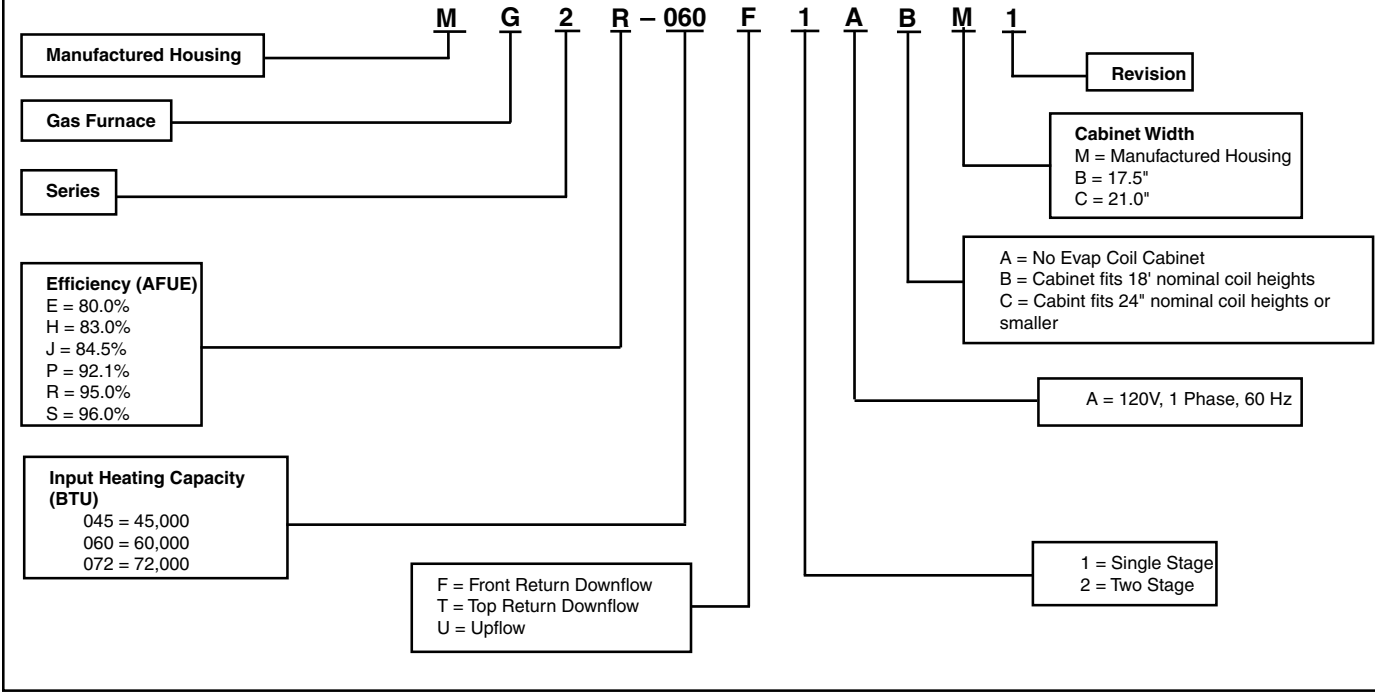 M G 2 R – 060 F 1 A B M 1
Manufactured Housing
Gas Furnace
Series
Efficiency (AFUE)
E = 80.0%
H = 83.0%
J = 84.5%
P = 92.1%
R = 95.0%
S = 96.0%
Input Heating Capacity
(BTU)
045 = 45,000
060 = 60,000
072 = 72,000
F = Front Return Downflow
T = Top Return Downflow
U = Upflow
Revision
Cabinet Width
M = Manufactured Housing
B = 17.5"
C = 21.0"
A = No Evap Coil Cabinet
B = Cabinet fits 18' nominal coil heights
C = Cabint fits 24" nominal coil heights or
smaller
A = 120V, 1 Phase, 60 Hz
1 = Single Stage
2 = Two Stage